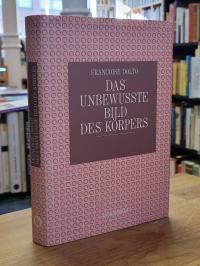 FRANÇOISE DOLTO
DAS
UNBEWUSSTE
BILD
DES KÖRPERS